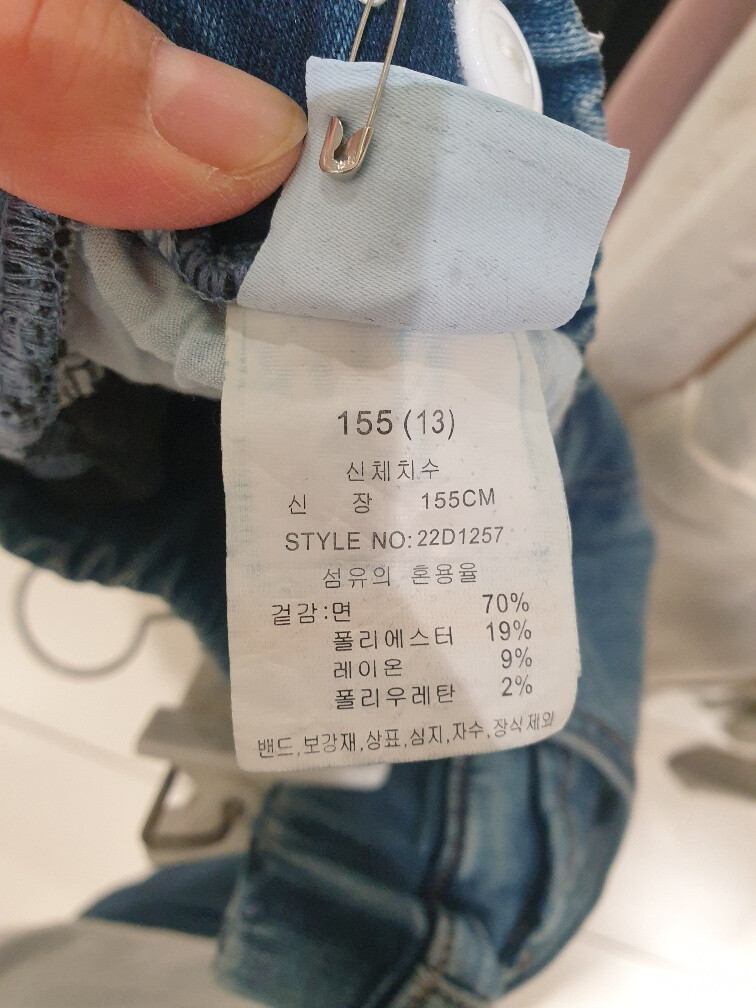 155 (13)
신체치수
신 장 155CM
STYLE NO: 22D1257
섬유의 혼용율
겉감:면 70%
폴리에스터 19%
레이온 9%
폴리우레탄 2%
밴드,보강재,상표,심지,자수,장식제외